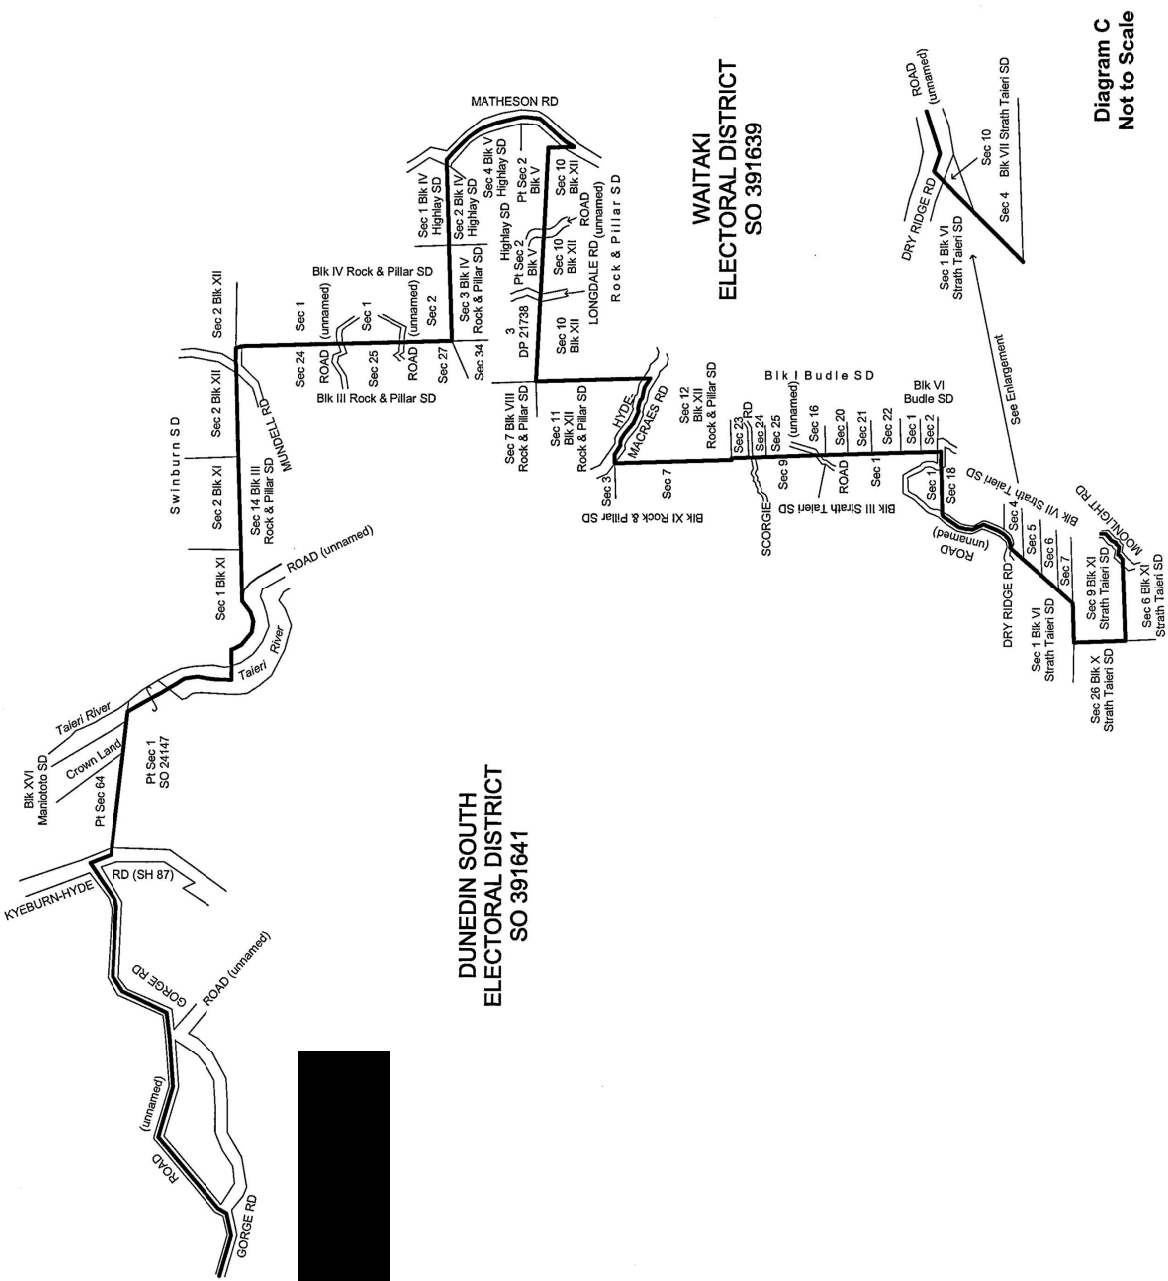 Diagram C
Not to Scale
WAITAKI
ELECTORAL DISTRICT
SO 391639
DUNEDIN SOUTH
ELECTORAL DISTRICT
SO 391641
MATHESON RD
Sec 1 Blk IV
Highlay SD
Sec 2 Blk IV
Highlay SD
Sec 4 Blk V
Highlay SD
Pt Sec 2
Blk V
Sec 10
Blk XII
Highlay SD
Pt Sec 2
Blk V
ROAD
(unnamed)
Sec 10
Blk XII
LONGDALE RD
Rock & Pillar SD
3
DP 21738
Sec 10
Blk XII
Sec 3 Blk IV
Rock & Pillar SD
Sec 34
Blk IV Rock & Pillar SD
Sec 1
ROAD (unnamed)
Sec 1
ROAD (unnamed)
Sec 2
Sec 24
Sec 25
Sec 27
Blk III Rock & Pillar SD
Sec 2 Blk XII
Sec 2 Blk XII
MUNDELL RD
Swinburn SD
Sec 2 Blk XI
Sec 14 Blk III
Rock & Pillar SD
Sec 1 Blk XI
ROAD (unnamed)
Taieri River
Taieri River
Crown Land
Blk XVI
Maniototo SD
Pt Sec 64
Pt Sec 1
SO 24147
KYEBURN-HYDE
RD (SH 87)
GORGE RD
ROAD (unnamed)
(unnamed)
ROAD
GORGE RD
Sec 7 Blk VIII
Rock & Pillar SD
Sec 11
Blk XII
Rock & Pillar SD
HYDE-
MACRAES RD
Sec 12
Blk XII
Rock & Pillar SD
Sec 3
Sec 7
Blk XI Rock & Pillar SD
Sec 23
RD
Sec 24
Sec 25
SCORGIE
Blk I Budle SD
(unnamed)
Sec 16
Sec 20
Sec 21
Sec 22
Sec 9
ROAD
Sec 1
Blk III Strath Taieri SD
Blk VI
Budle SD
Sec 1
Sec 2
Sec 1
Sec 18
Blk VII Strath Taieri SD
ROAD
(unnamed)
DRY RIDGE RD
Sec 4
Sec 5
Sec 6
Sec 7
Sec 1 Blk VI
Strath Taieri SD
MOONLIGHT RD
Sec 9 Blk XI
Strath Taieri SD
Sec 6 Blk XI
Strath Taieri SD
Sec 26 Blk X
Strath Taieri SD
See Enlargement
ROAD
(unnamed)
DRY RIDGE RD
Sec 10
Sec 4
Blk VII Strath Taieri SD
Sec 1 Blk VI
Strath Taieri SD